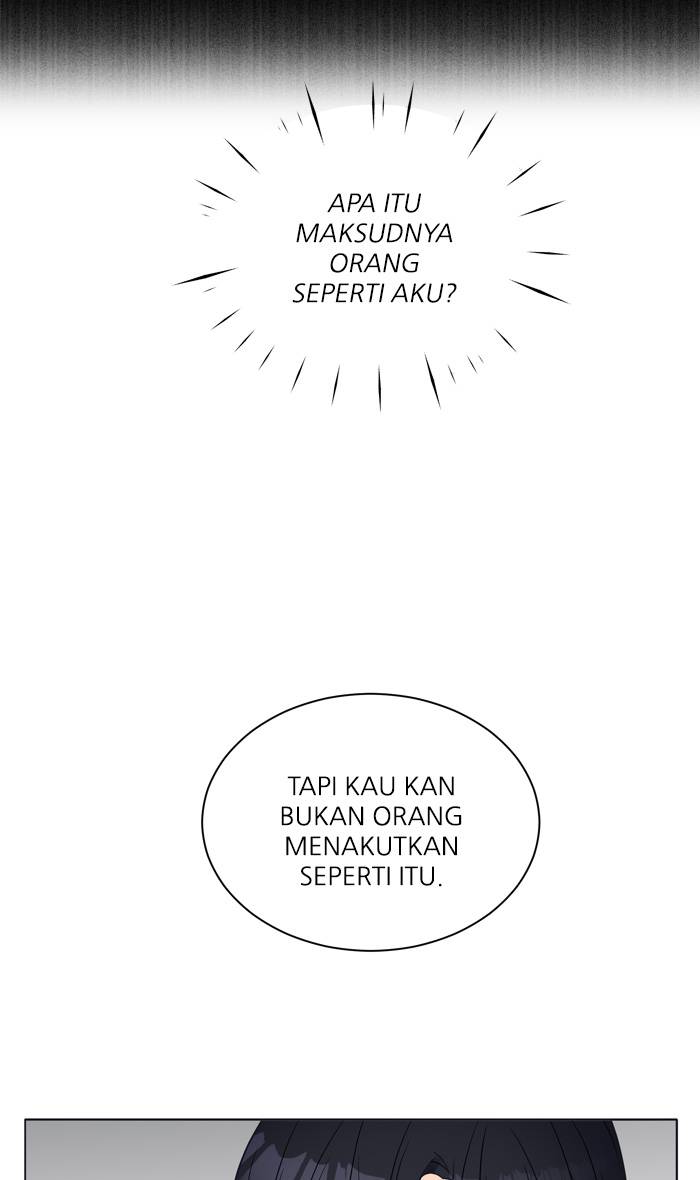 APA ITU
MAKSUDNYA
ORANG
SEPERTI AKU?
TAPI KAU KAN
BUKAN ORANG
MENAKUTKAN
SEPERTI ITU.